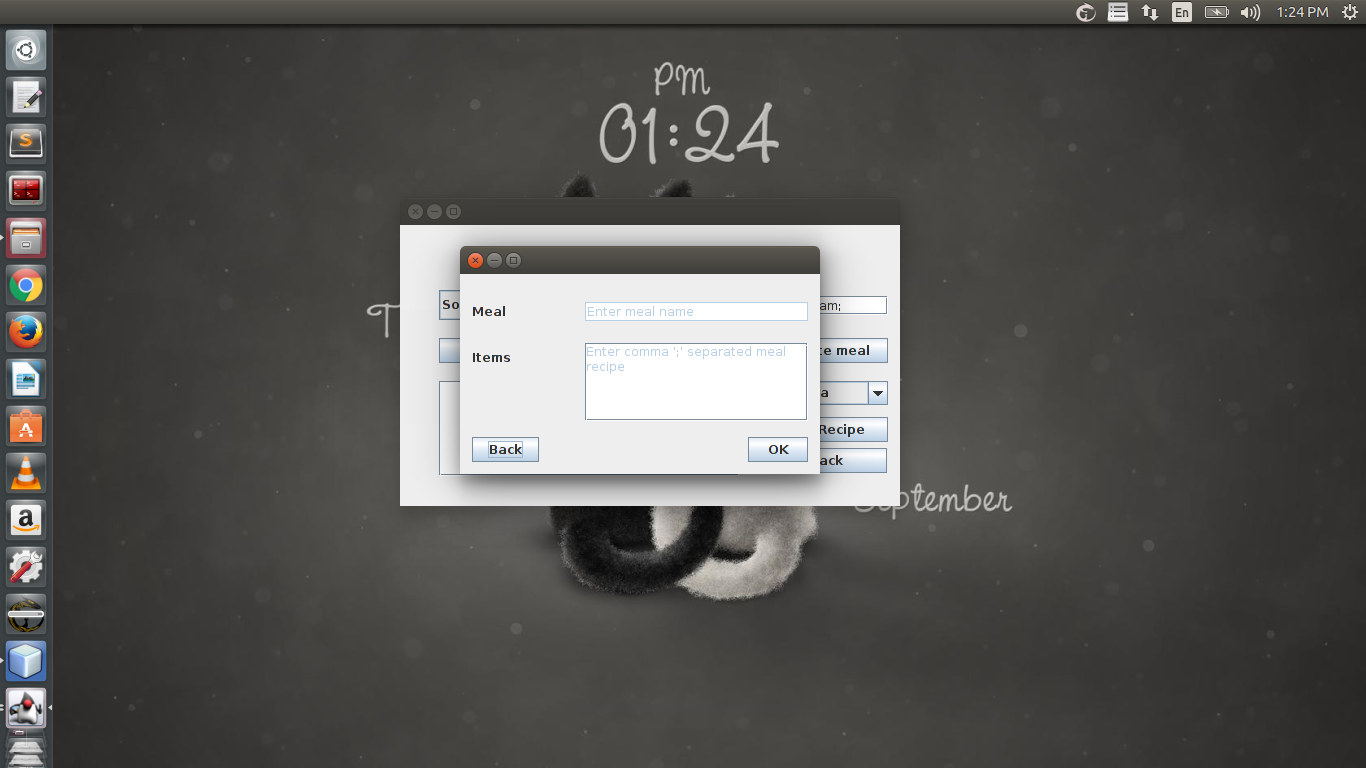 En
1:24 PM
PM
01:24
T
So
am;
Meal
Enter meal name
te meal
Items
Enter comma ';' separated meal
recipe
a
Recipe
Back
OK
ack
September